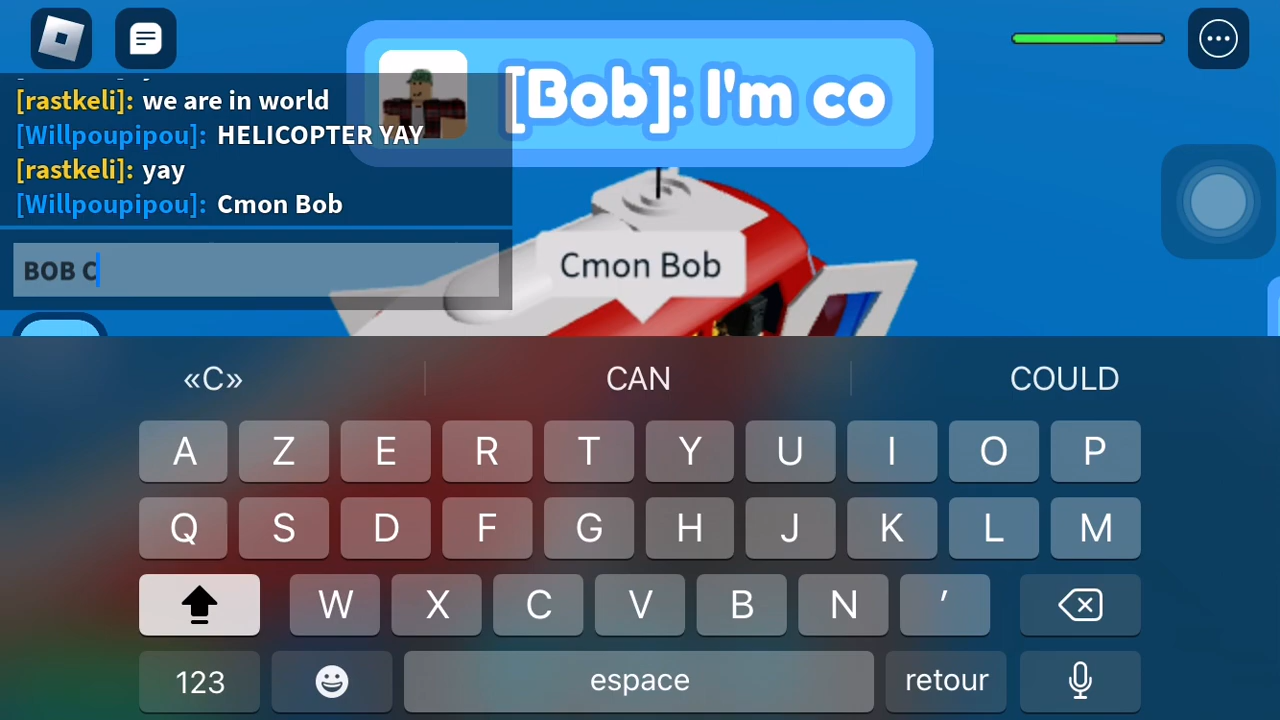 [Bob]: I'm co
[rastkeli]: we are in world
[Willpoupipou]: HELICOPTER YAY
[rastkeli]: yay
[Willpoupipou]: Cmon Bob
BOB C
Cmon Bob
«C» CAN COULD
A Z E R T Y U I O P
Q S D F G H J K L M
W X C V B N ′
123 espace retour